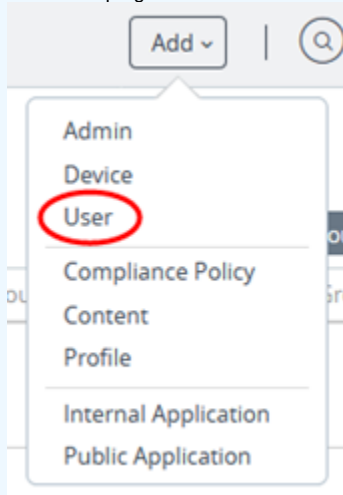 Add
Admin
Device
User
Compliance Policy
Content
Profile
Internal Application
Public Application